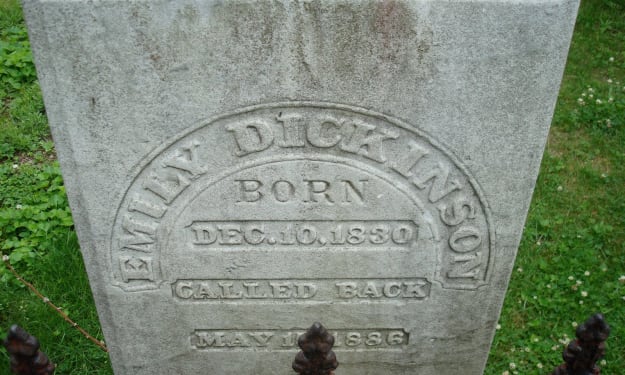 EMILY DICKINSON
BORN
DEC. 10, 1830
CALLED BACK
MAY 1886